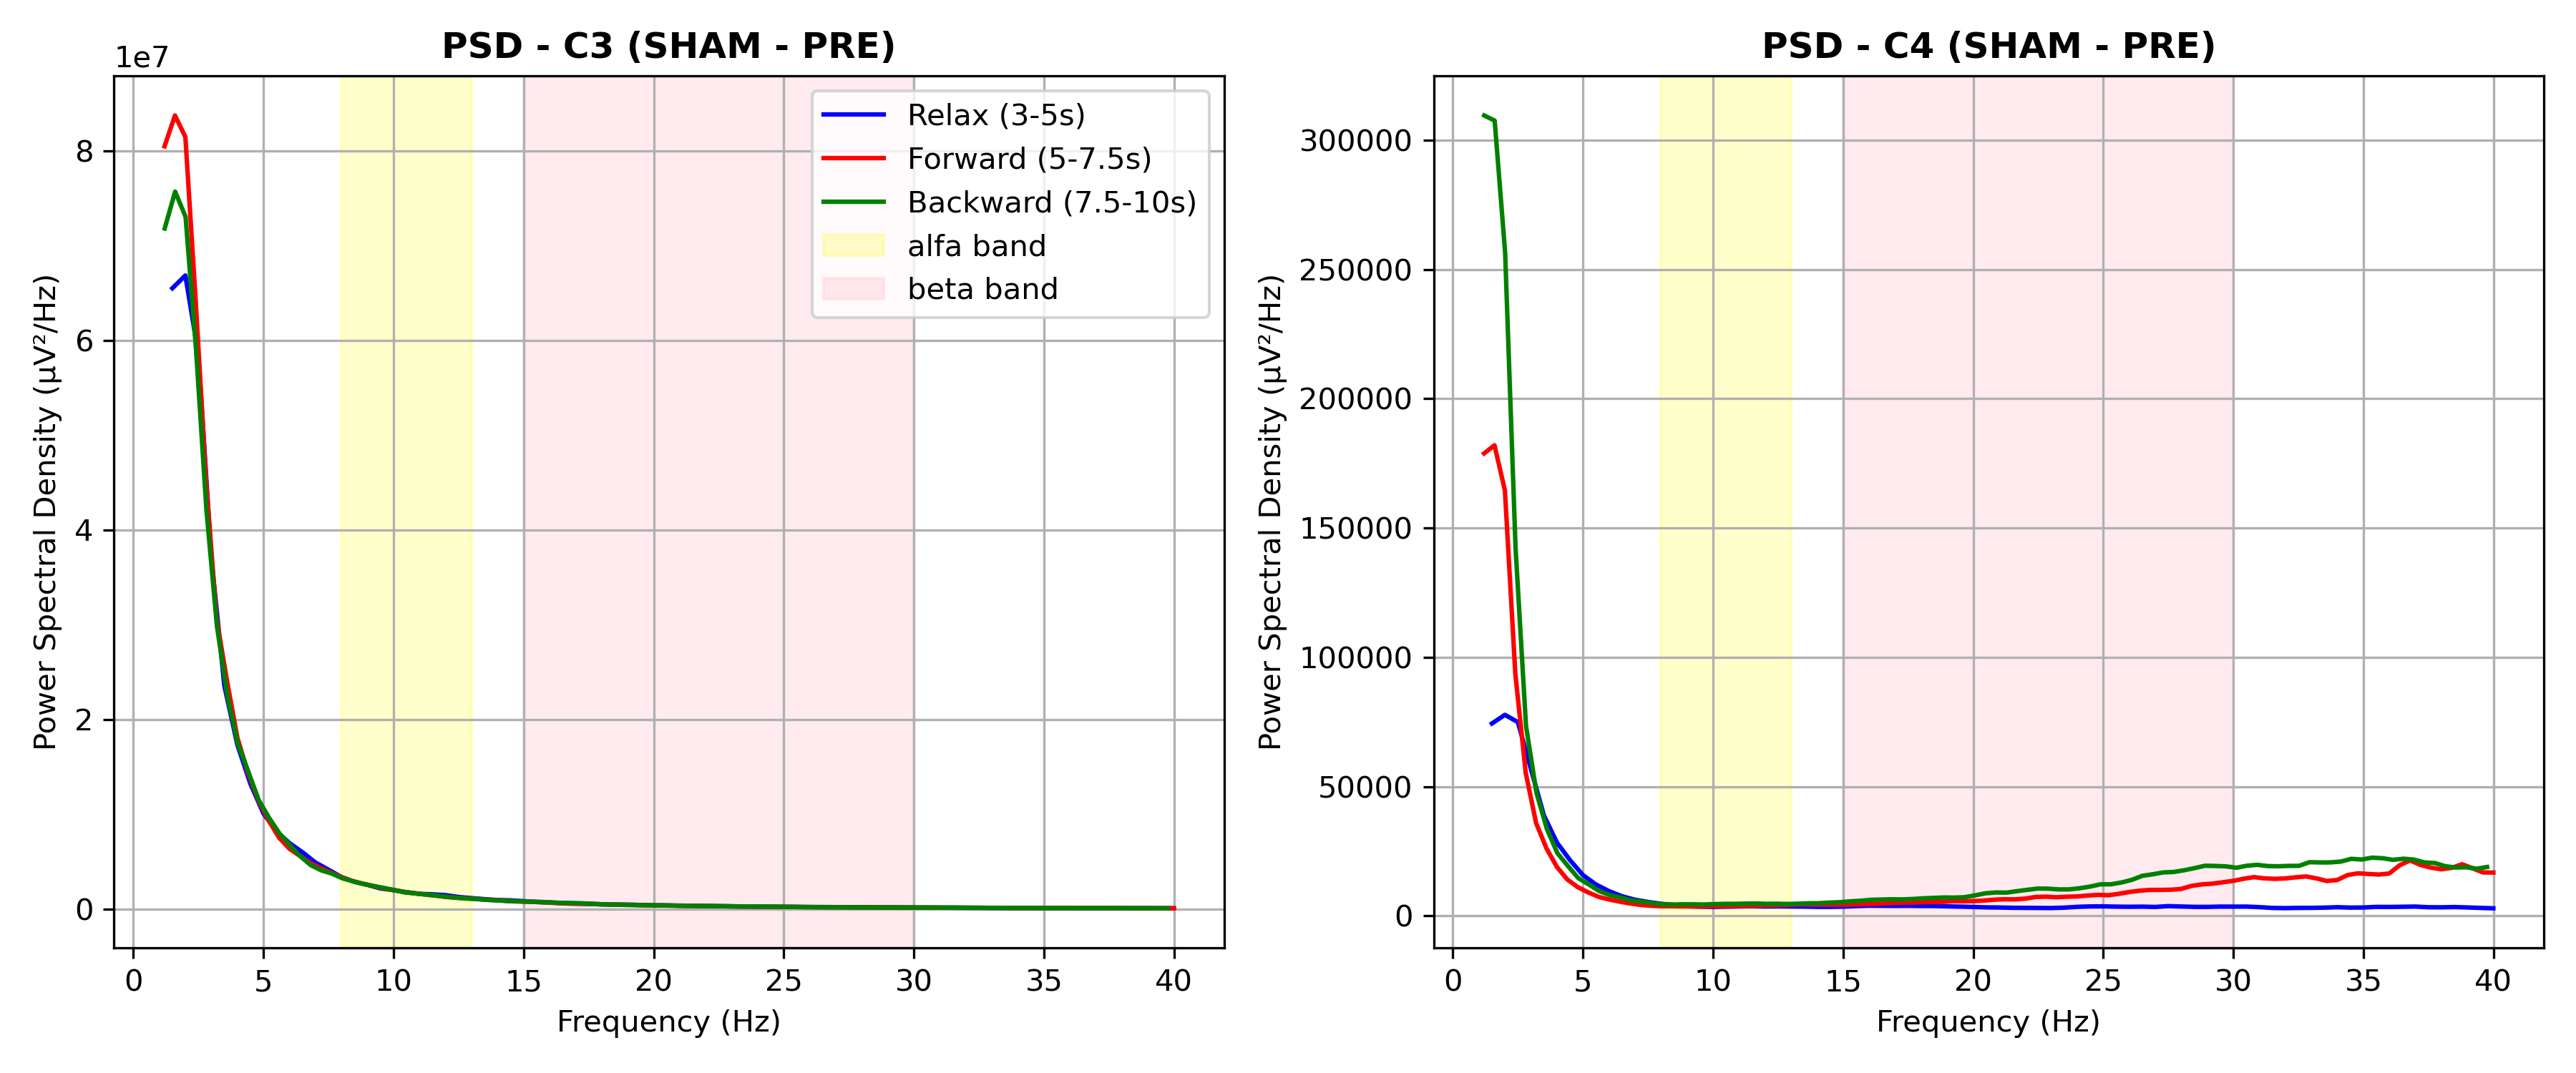 PSD - C3 (SHAM - PRE)
1e7
Power Spectral Density (µV²/Hz)
8
6
4
2
0
0 5 10 15 20 25 30 35 40
Frequency (Hz)
Relax (3-5s)
Forward (5-7.5s)
Backward (7.5-10s)
alfa band
beta band
PSD - C4 (SHAM - PRE)
Power Spectral Density (µV²/Hz)
300000
250000
200000
150000
100000
50000
0
0 5 10 15 20 25 30 35 40
Frequency (Hz)